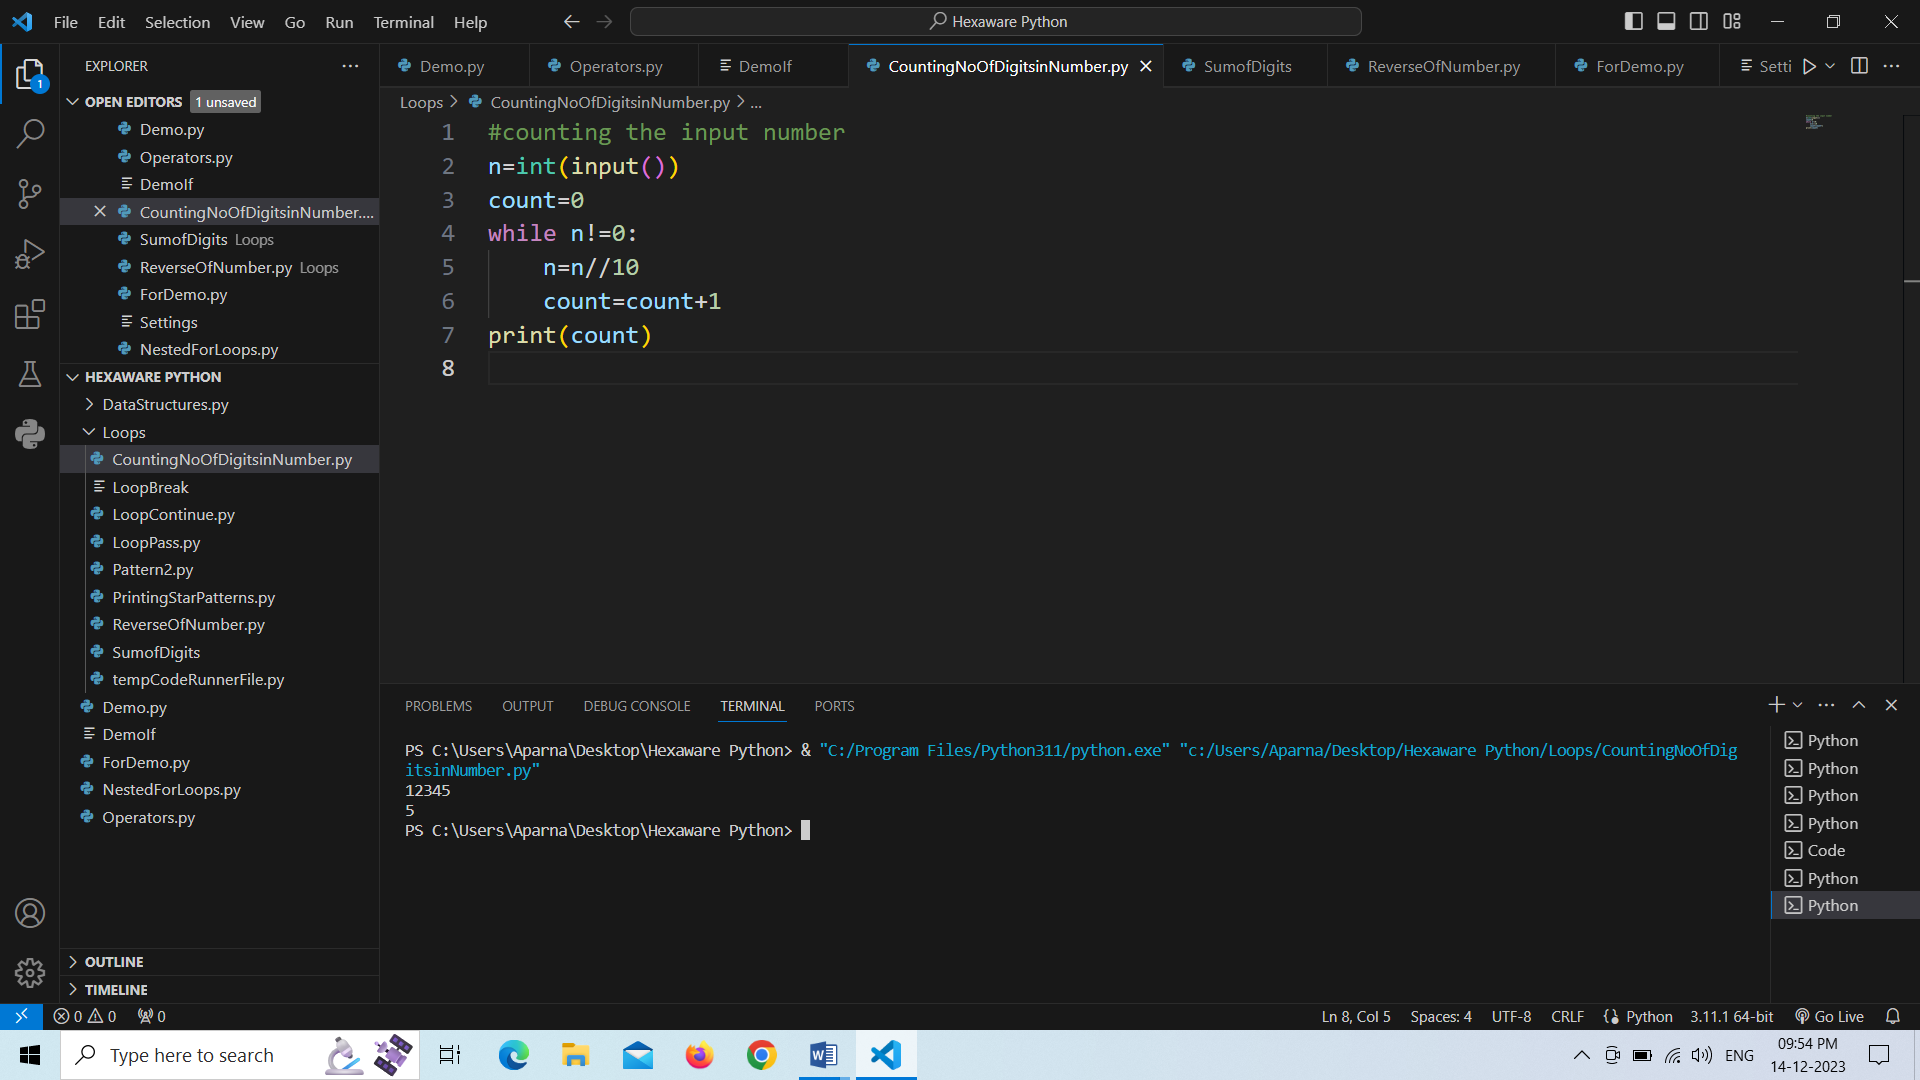 File Edit Selection View Go Run Terminal Help
Hexaware Python
EXPLORER
OPEN EDITORS 1 unsaved
Demo.py
Operators.py
DemoIf
CountingNoOfDigitsinNumber....
SumofDigits Loops
ReverseOfNumber.py Loops
ForDemo.py
Settings
NestedForLoops.py
HEXAWARE PYTHON
DataStructures.py
Loops
CountingNoOfDigitsinNumber.py
LoopBreak
LoopContinue.py
LoopPass.py
Pattern2.py
PrintingStarPatterns.py
ReverseOfNumber.py
SumofDigits
tempCodeRunnerFile.py
Demo.py
DemoIf
ForDemo.py
NestedForLoops.py
Operators.py
OUTLINE
TIMELINE
Demo.py Operators.py DemoIf CountingNoOfDigitsinNumber.py SumofDigits ReverseOfNumber.py ForDemo.py Setti
Loops > CountingNoOfDigitsinNumber.py > ...
1 #counting the input number
2 n=int(input())
3 count=0
4 while n!=0:
5 n=n//10
6 count=count+1
7 print(count)
8
PROBLEMS OUTPUT DEBUG CONSOLE TERMINAL PORTS
PS C:\Users\Aparna\Desktop\Hexaware Python> & "C:/Program Files/Python311/python.exe" "c:/Users/Aparna/Desktop/Hexaware Python/Loops/CountingNoOfDig
itsinNumber.py"
12345
5
PS C:\Users\Aparna\Desktop\Hexaware Python>
Python
Python
Python
Python
Code
Python
Python
1
0 0 0
Ln 8, Col 5 Spaces: 4 UTF-8 CRLF Python 3.11.1 64-bit Go Live
Type here to search
ENG
09:54 PM
14-12-2023